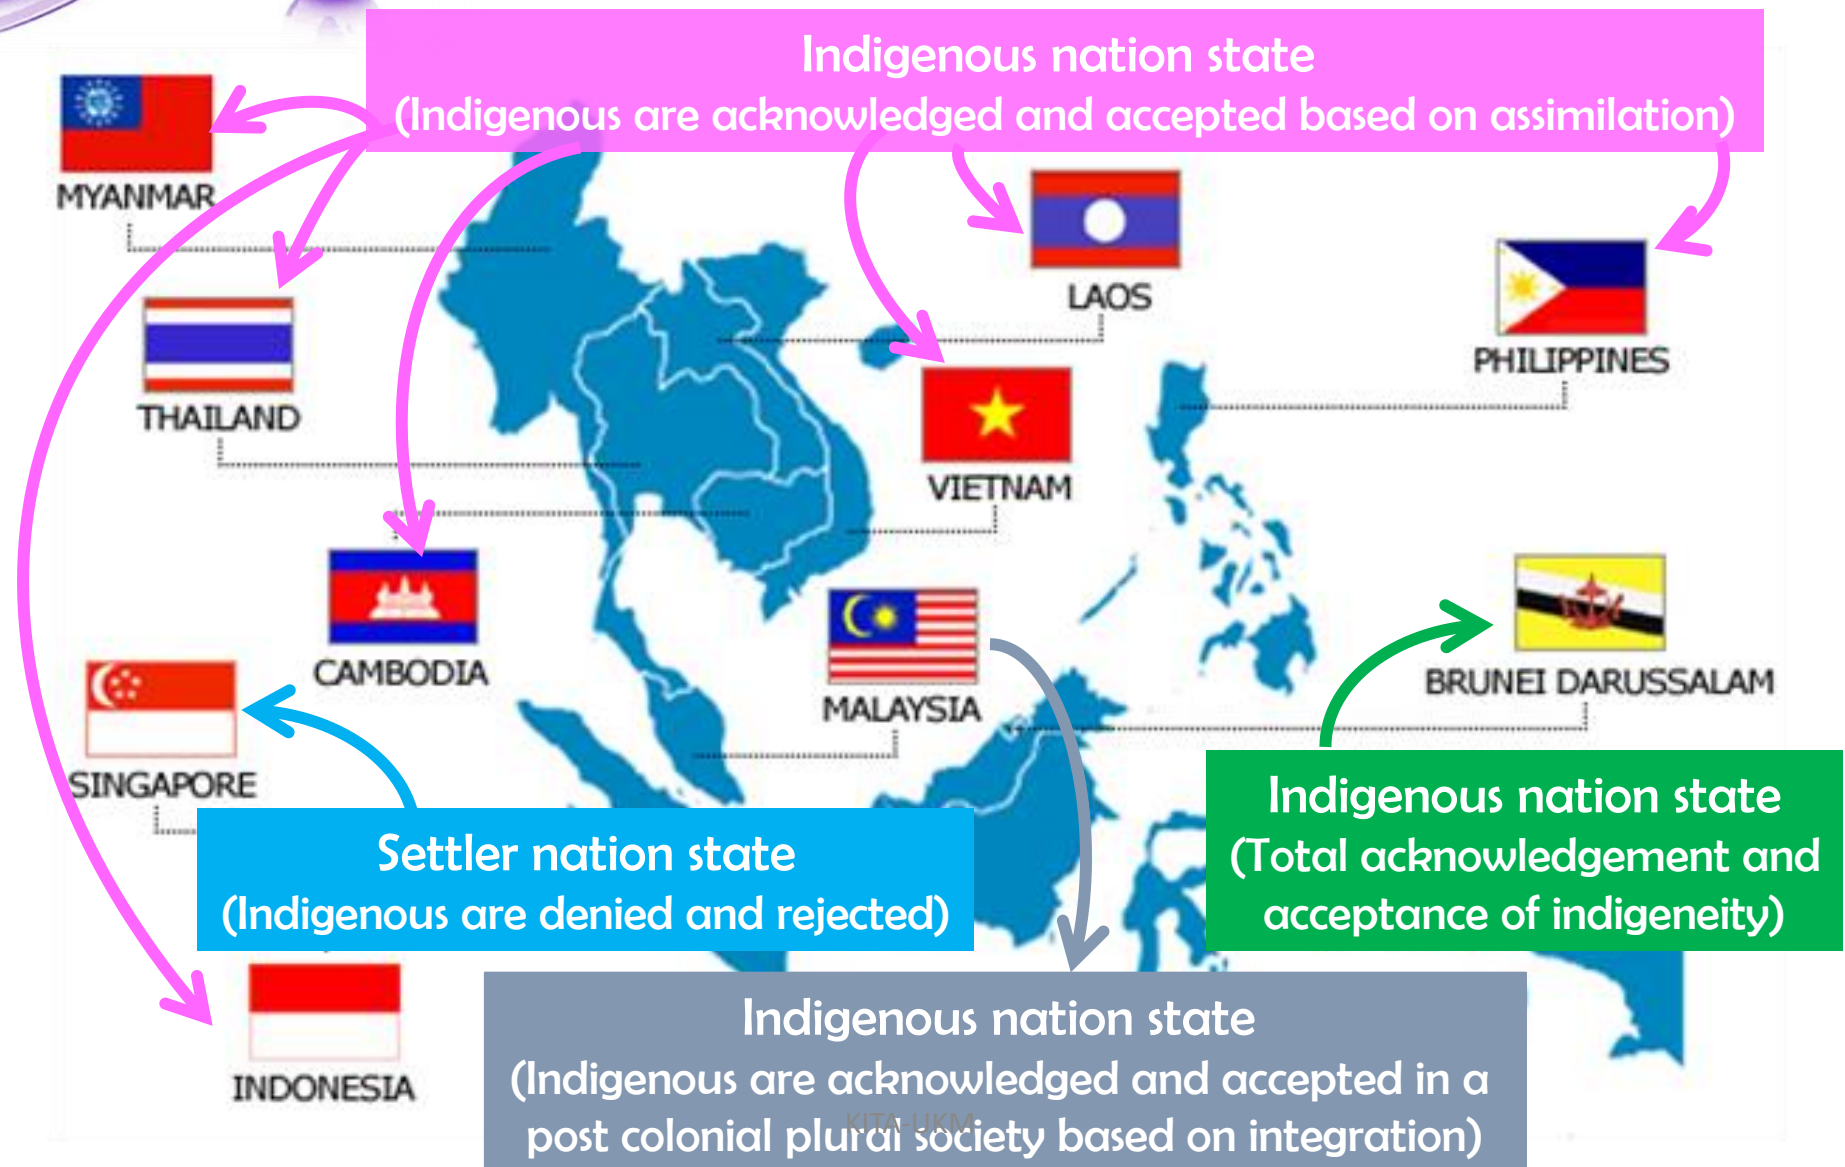 Indigenous nation state
(Indigenous are acknowledged and accepted based on assimilation)
MYANMAR
LAOS
PHILIPPINES
THAILAND
VIETNAM
CAMBODIA
MALAYSIA
BRUNEI DARUSSALAM
SINGAPORE
Indigenous nation state
(Total acknowledgement and
acceptance of indigeneity)
Settler nation state
(Indigenous are denied and rejected)
INDONESIA
Indigenous nation state
(Indigenous are acknowledged and accepted in a
post colonial plural society based on integration)
KITA-UKM